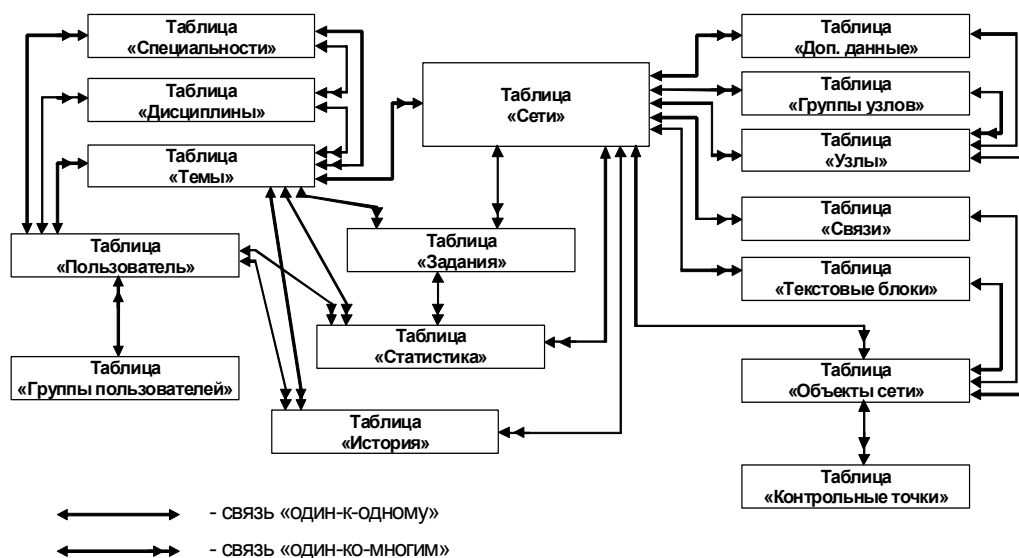 Таблица
«Специальности»
Таблица
«Дисциплины»
Таблица
«Темы»
Таблица
«Сети»
Таблица
«Доп. данные»
Таблица
«Группы узлов»
Таблица
«Узлы»
Таблица
«Связи»
Таблица
«Текстовые блоки»
Таблица
«Пользователь»
Таблица
«Задания»
Таблица
«Статистика»
Таблица
«Группы пользователей»
Таблица
«Объекты сети»
Таблица
«История»
Таблица
«Контрольные точки»
- связь «один-к-одному»
- связь «один-ко-многим»